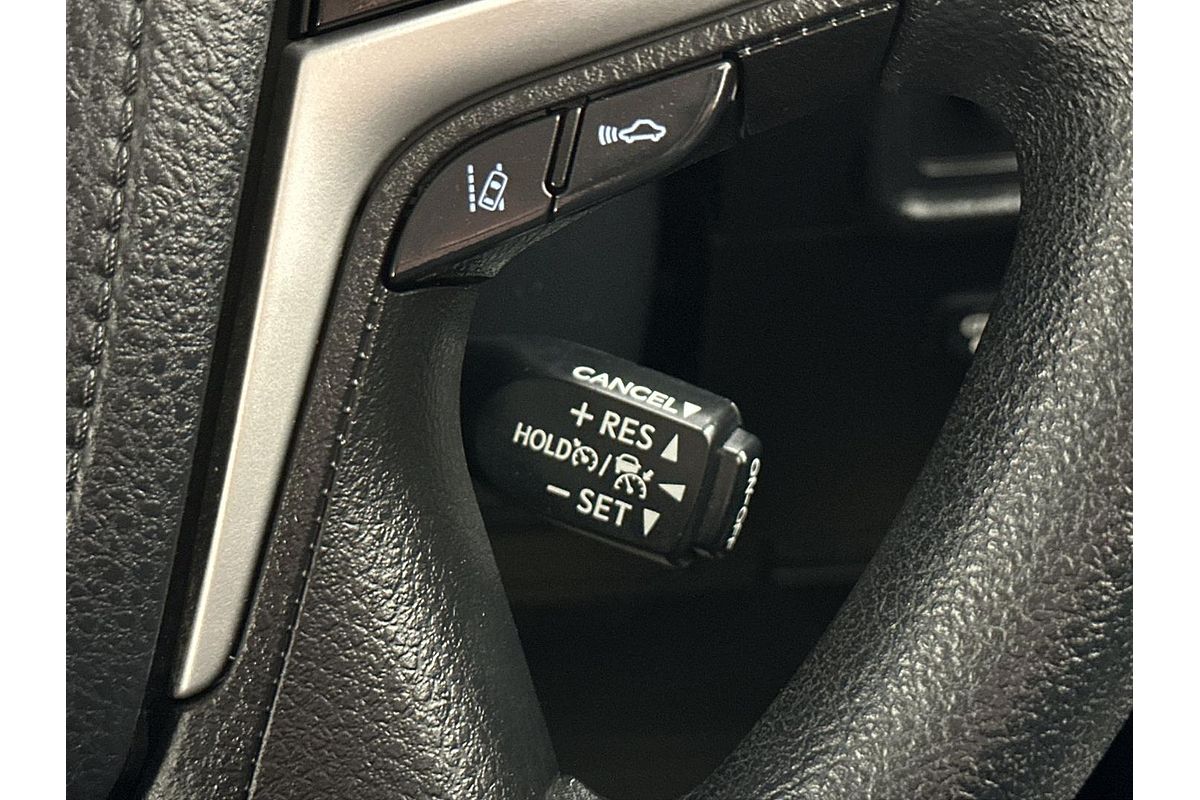 CANCEL▼
+ RES ▲
HOLD / ◀
− SET ▼
ON-OFF